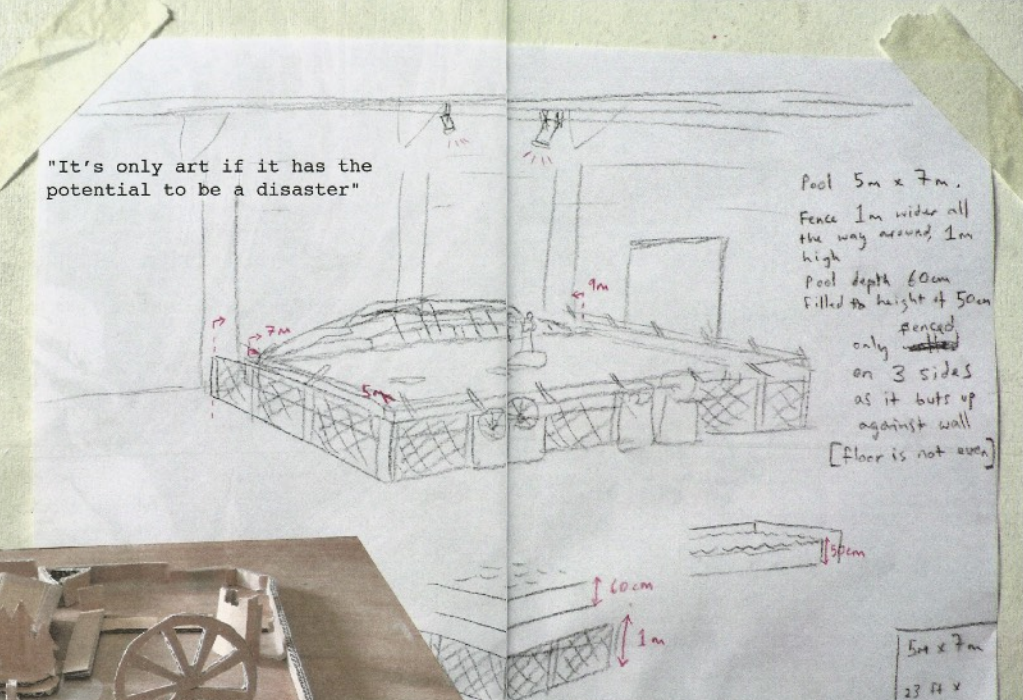 "It's only art if it has the
potential to be a disaster"
Pool 5m x 7m.
Fence 1m wider all
the way around, 1m
high
Pool depth 60cm
filled to height of 50cm
only fenced
on 3 sides
as it buts up
against wall
[floor is not even]
9m
7m
5m
50cm
60cm
1m
5m x 7m
23 ft x